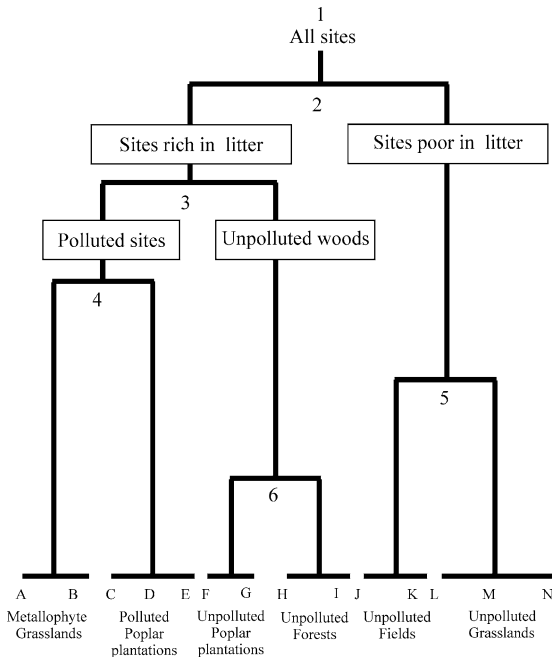 1
All sites
2
Sites rich in litter
Sites poor in litter
3
Polluted sites
Unpolluted woods
4
5
6
A B C D E F G H I J K L M N
Metallophyte
Grasslands
Polluted
Poplar
plantations
Unpolluted
Poplar
plantations
Unpolluted
Forests
Unpolluted
Fields
Unpolluted
Grasslands